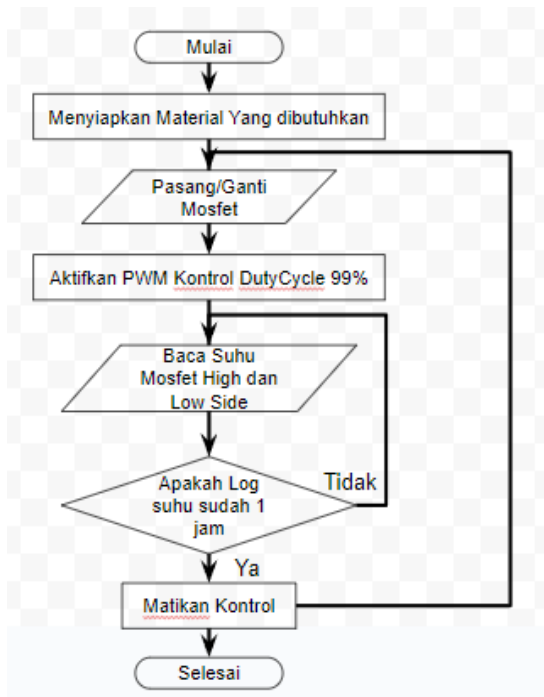 Mulai
Menyiapkan Material Yang dibutuhkan
Pasang/Ganti
Mosfet
Aktifkan PWM Kontrol DutyCycle 99%
Baca Suhu
Mosfet High dan
Low Side
Apakah Log
suhu sudah 1
jam
Tidak
Ya
Matikan Kontrol
Selesai